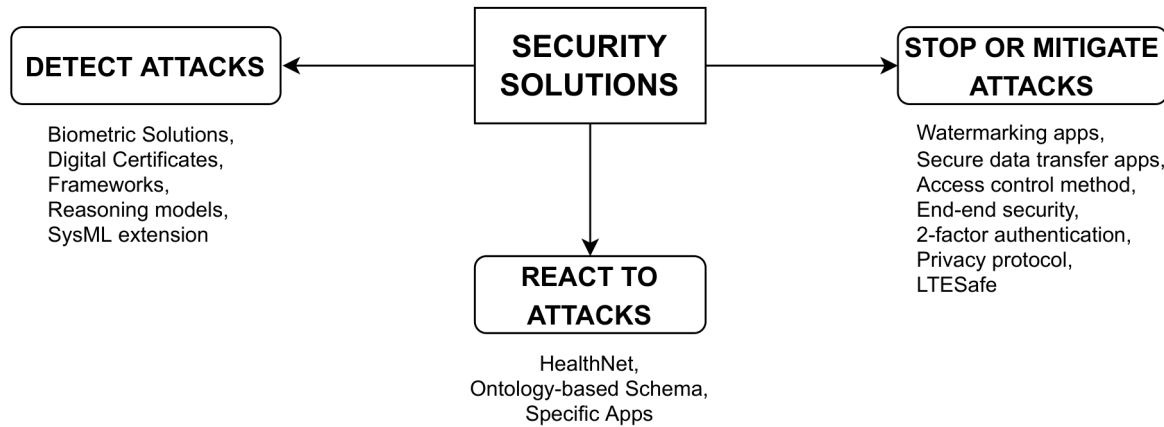 SECURITY
SOLUTIONS
DETECT ATTACKS
Biometric Solutions,
Digital Certificates,
Frameworks,
Reasoning models,
SysML extension
STOP OR MITIGATE
ATTACKS
Watermarking apps,
Secure data transfer apps,
Access control method,
End-end security,
2-factor authentication,
Privacy protocol,
LTESafe
REACT TO
ATTACKS
HealthNet,
Ontology-based Schema,
Specific Apps